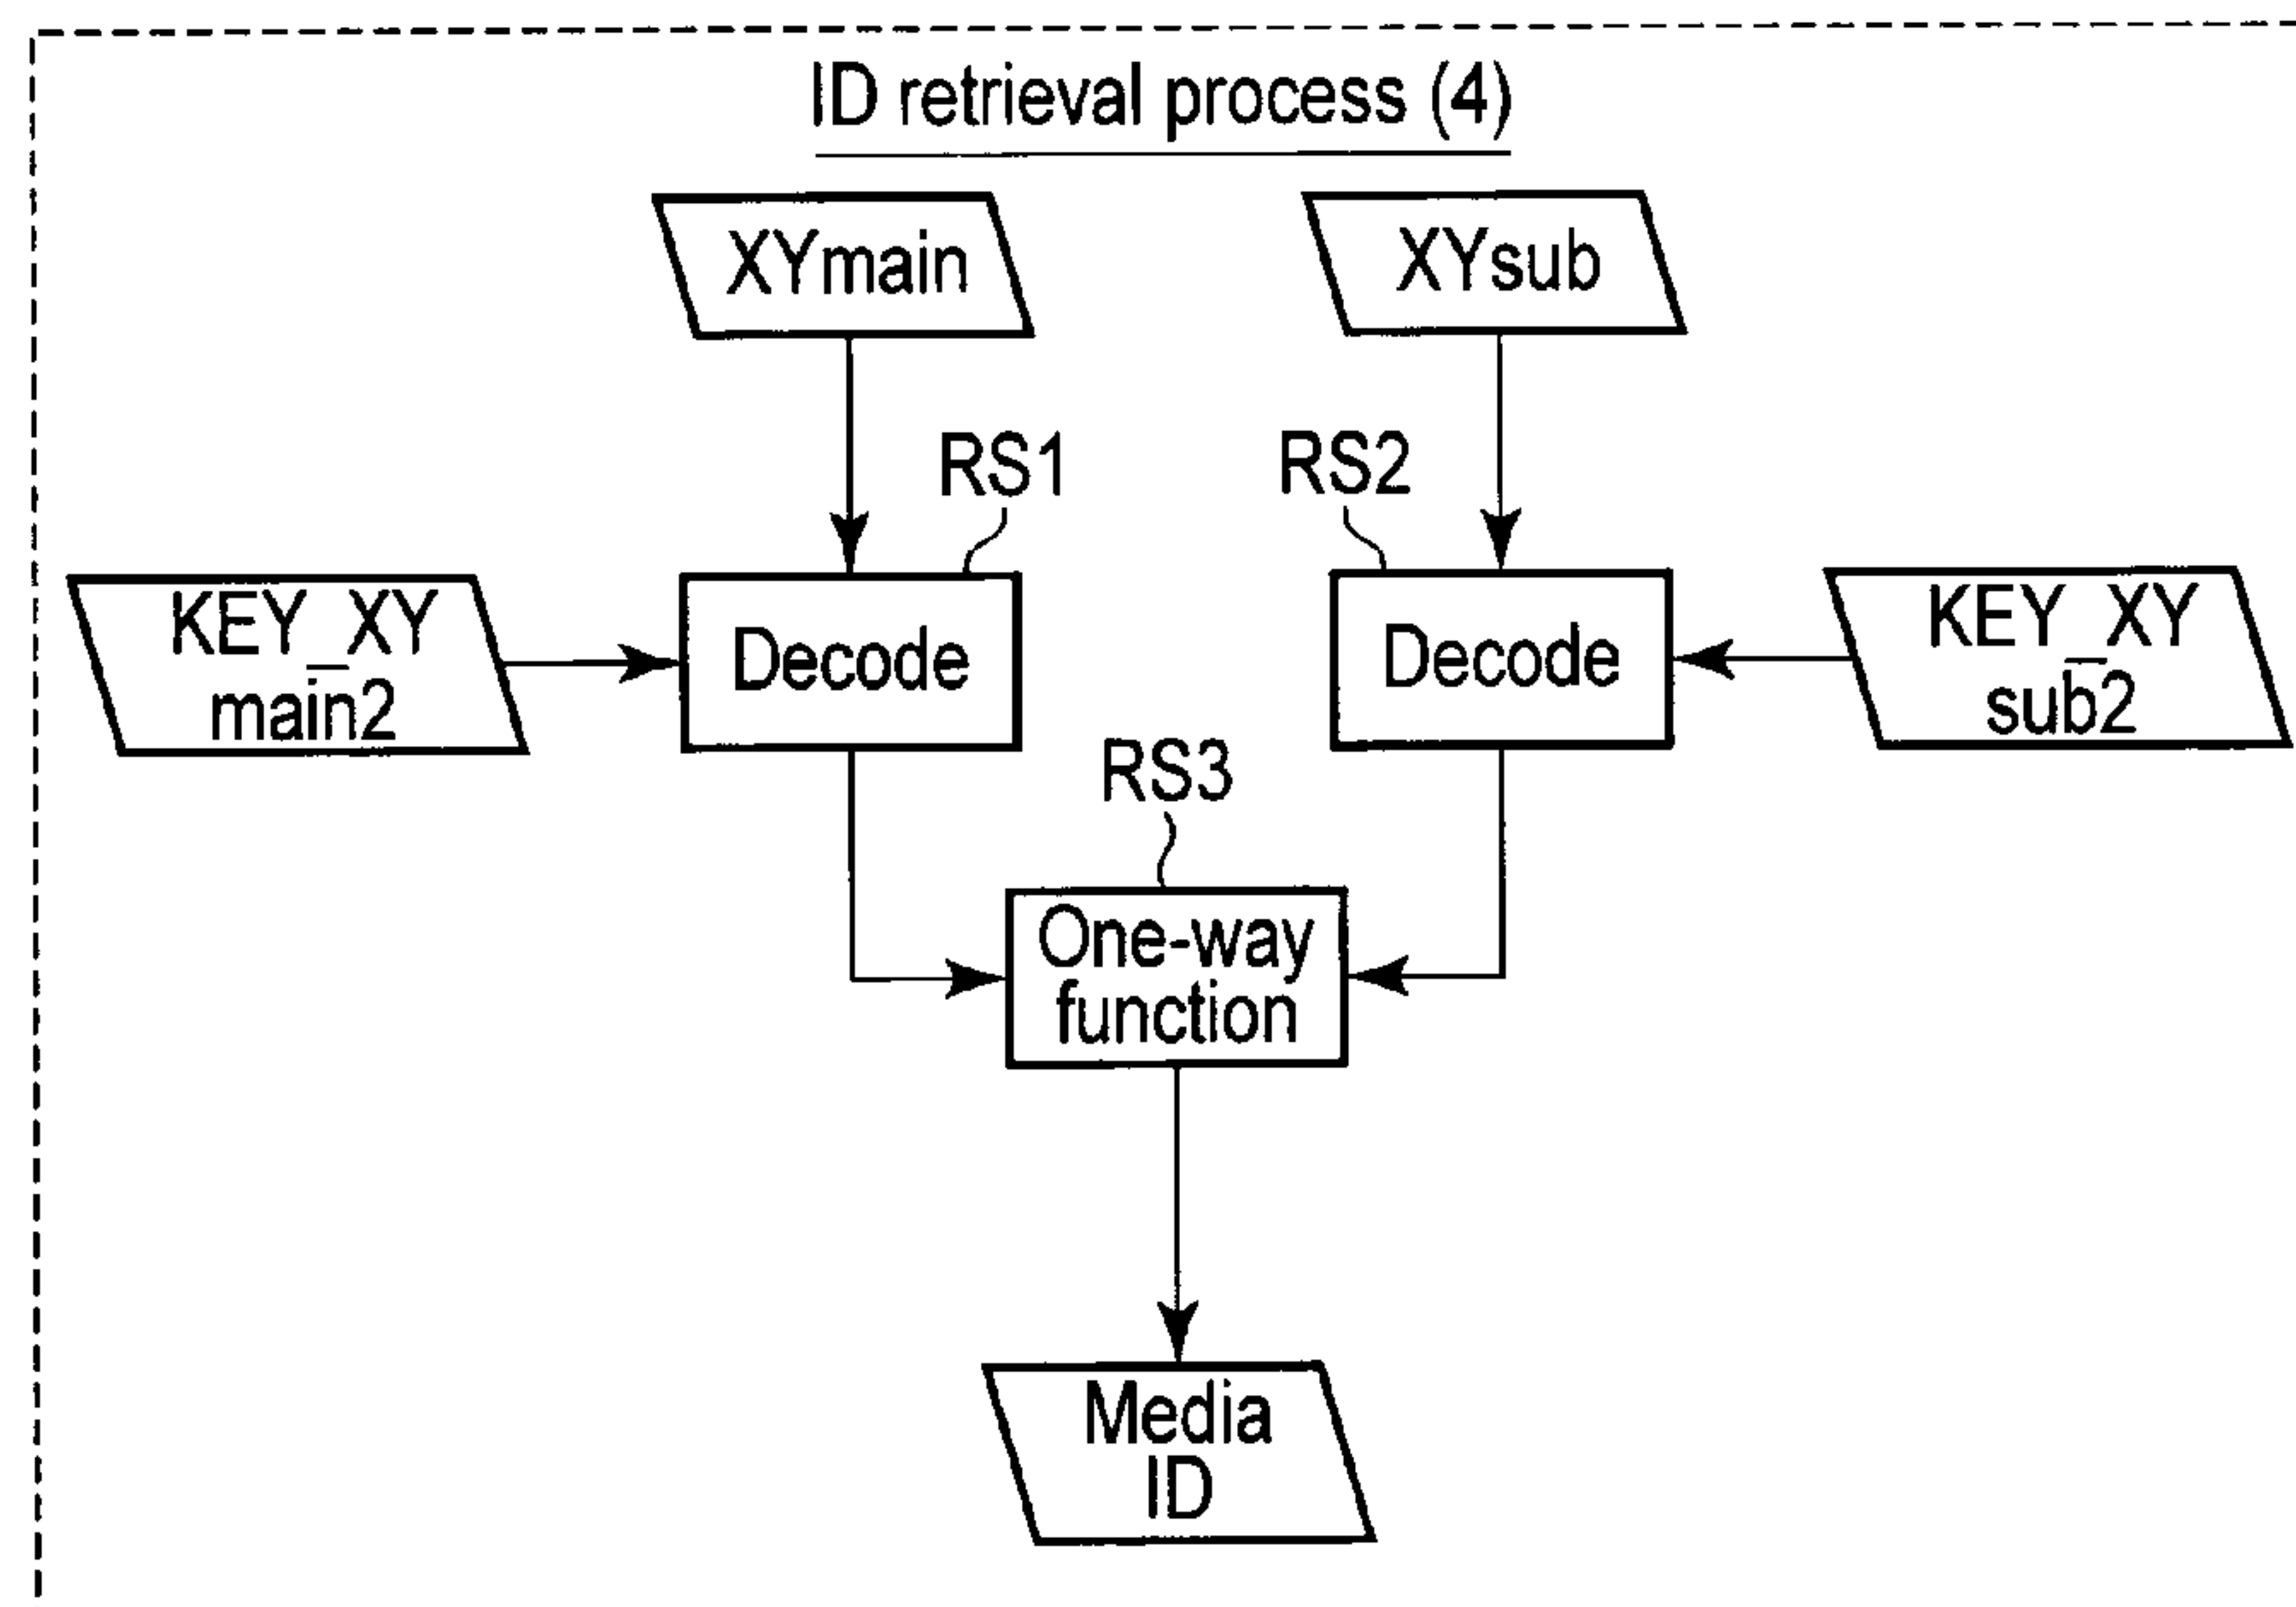 ID retrieval process (4)
XYmain
XYsub
RS1
RS2
KEY_XY
main2
Decode
Decode
KEY_XY
sub2
RS3
One-way
function
Media
ID